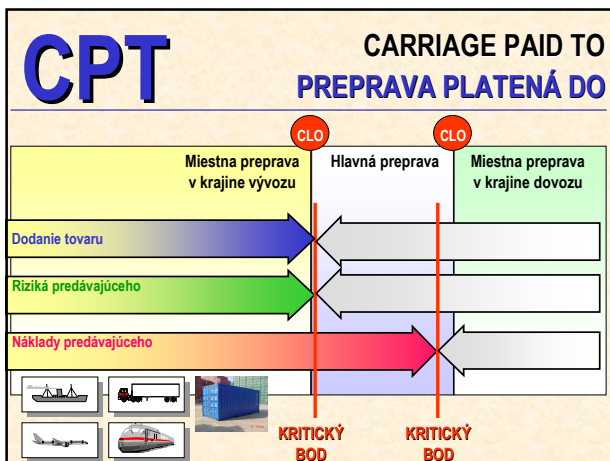 CPT
CARRIAGE PAID TO
PREPRAVA PLATENÁ DO
CLO
CLO
Miestna preprava
v krajine vývozu
Hlavná preprava
Miestna preprava
v krajine dovozu
Dodanie tovaru
Riziká predávajúceho
Náklady predávajúceho
KRITICKÝ
BOD
KRITICKÝ
BOD